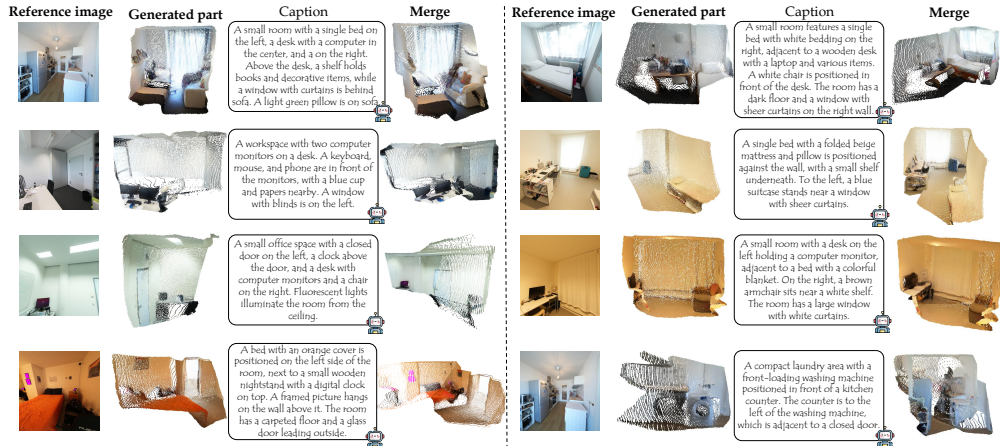 Reference image Generated part Caption Merge
A small room with a single bed on
the left, a desk with a computer in
the center, and a on the right.
Above the desk, a shelf holds
books and decorative items, while
a window with curtains is behind
sofa. A light green pillow is on sofa.
A workspace with two computer
monitors on a desk. A keyboard,
mouse, and phone are in front of
the monitors, with a blue cup
and papers nearby. A window
with blinds is on the left.
A small office space with a closed
door on the left, a clock above
the door, and a desk with
computer monitors and a chair
on the right. Fluorescent lights
illuminate the room from the
ceiling.
A bed with an orange cover is
positioned on the left side of the
room, next to a small wooden
nightstand with a digital clock
on top. A framed picture hangs
on the wall above it. The room
has a carpeted floor and a glass
door leading outside.
Reference image Generated part Caption Merge
A small room features a single
bed with white bedding on the
right, adjacent to a wooden desk
with a laptop and various items.
A white chair is positioned in
front of the desk. The room has a
dark floor and a window with
sheer curtains on the right wall.
A single bed with a folded beige
mattress and pillow is positioned
against the wall, with a small shelf
underneath. To the left, a blue
suitcase stands near a window
with sheer curtains.
A small room with a desk on the
left holding a computer monitor,
adjacent to a bed with a colorful
blanket. On the right, a brown
armchair sits near a white shelf.
The room has a large window
with white curtains.
A compact laundry area with a
front-loading washing machine
positioned in front of a kitchen
counter. The counter is to the
left of the washing machine,
which is adjacent to a closed door.